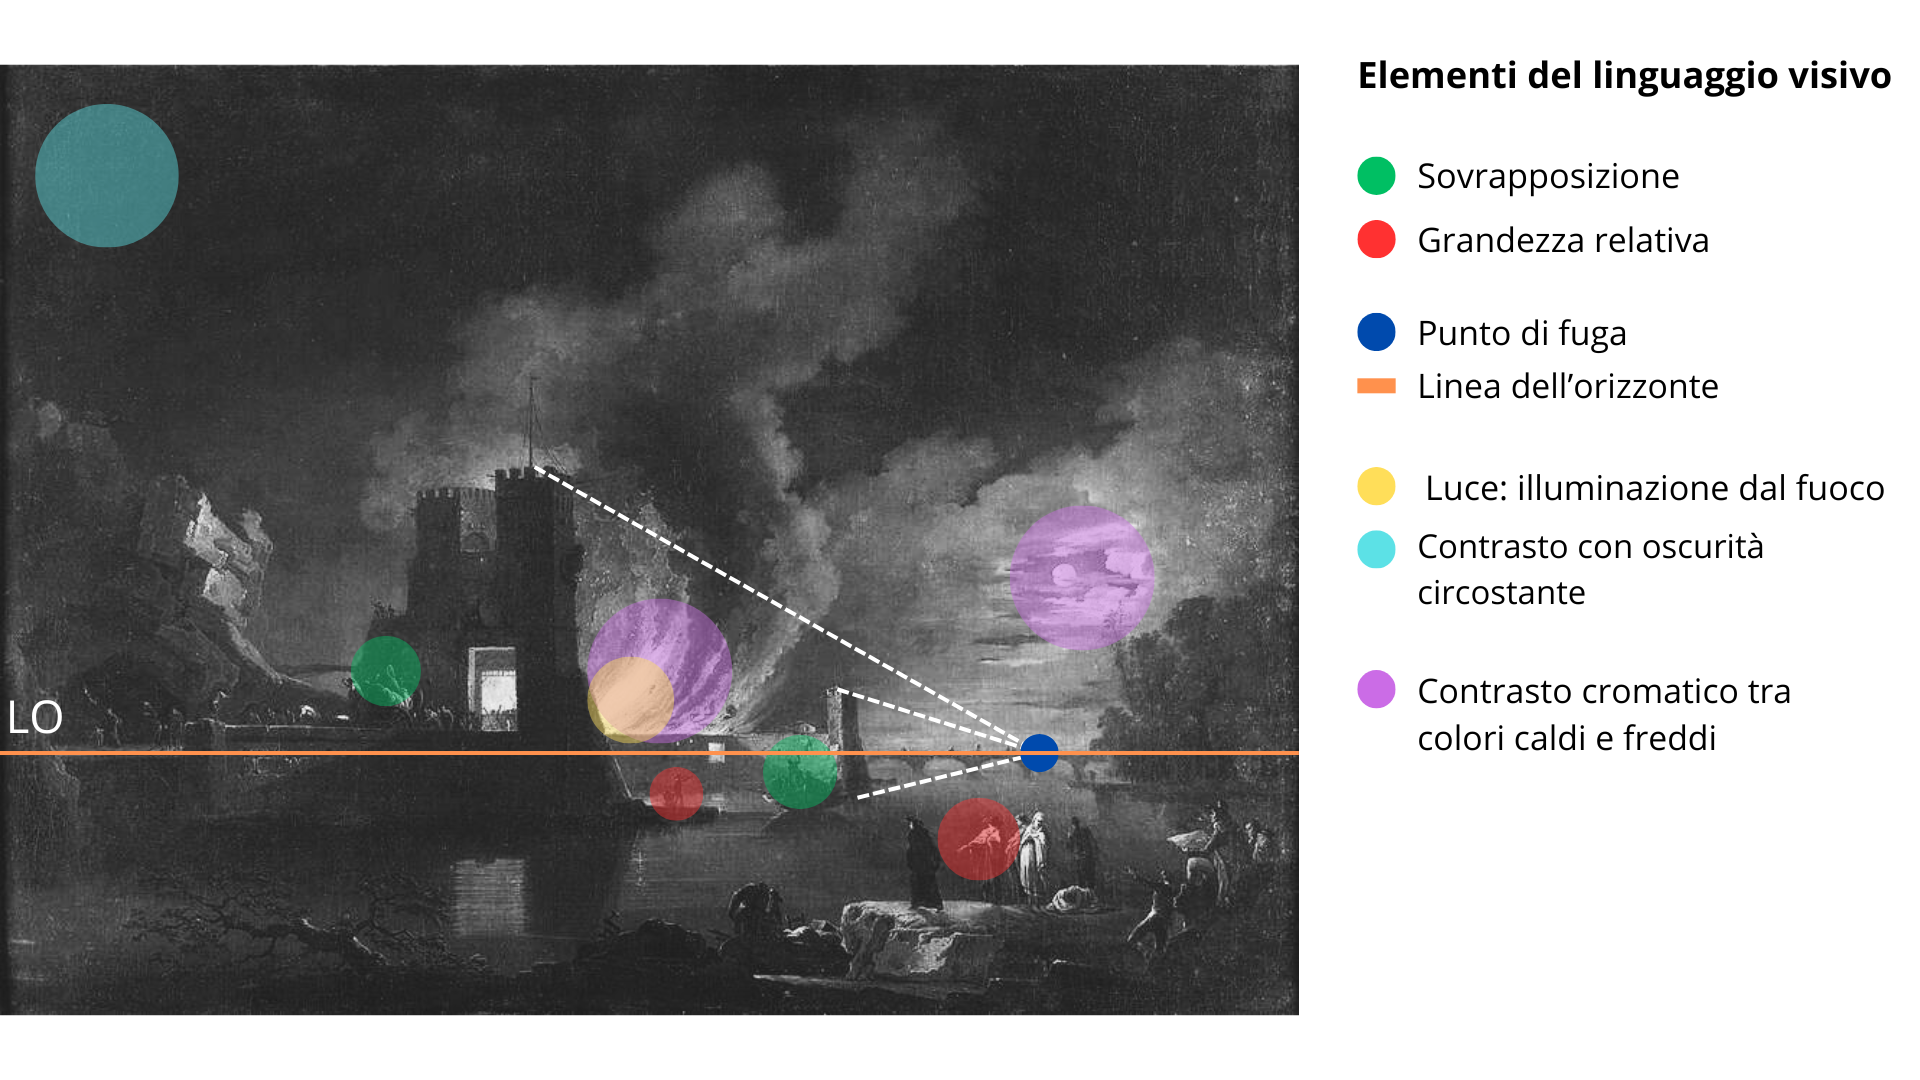 Elementi del linguaggio visivo
Sovrapposizione
Grandezza relativa
Punto di fuga
Linea dell’orizzonte
Luce: illuminazione dal fuoco
Contrasto con oscurità
circostante
Contrasto cromatico tra
colori caldi e freddi
LO